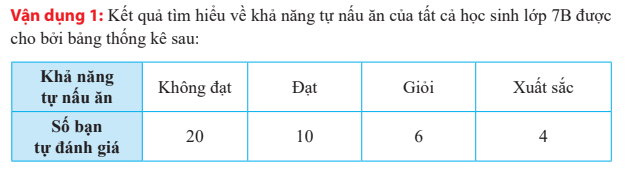 Vận dụng 1: Kết quả tìm hiểu về khả năng tự nấu ăn của tất cả học sinh lớp 7B được
cho bởi bảng thống kê sau:
Khả năng
tự nấu ăn
Không đạt
Đạt
Giỏi
Xuất sắc
Số bạn
tự đánh giá
20
10
6
4